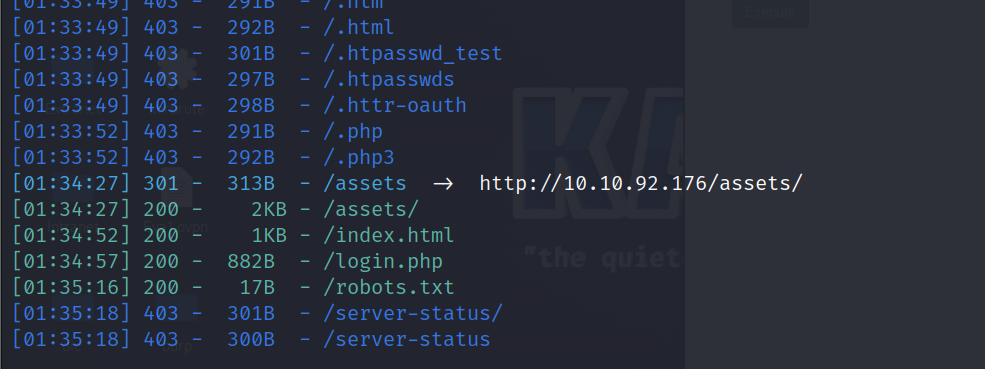 [01:33:49] 403 - 291B - /.htm
[01:33:49] 403 - 292B - /.html
[01:33:49] 403 - 301B - /.htpasswd_test
[01:33:49] 403 - 297B - /.htpasswds
[01:33:49] 403 - 298B - /.httr-oauth
[01:33:52] 403 - 291B - /.php
[01:33:52] 403 - 292B - /.php3
[01:34:27] 301 - 313B - /assets -> http://10.10.92.176/assets/
[01:34:27] 200 - 2KB - /assets/
[01:34:52] 200 - 1KB - /index.html
[01:34:57] 200 - 882B - /login.php
[01:35:16] 200 - 17B - /robots.txt
[01:35:18] 403 - 301B - /server-status/
[01:35:18] 403 - 300B - /server-status
KA
"the quiet